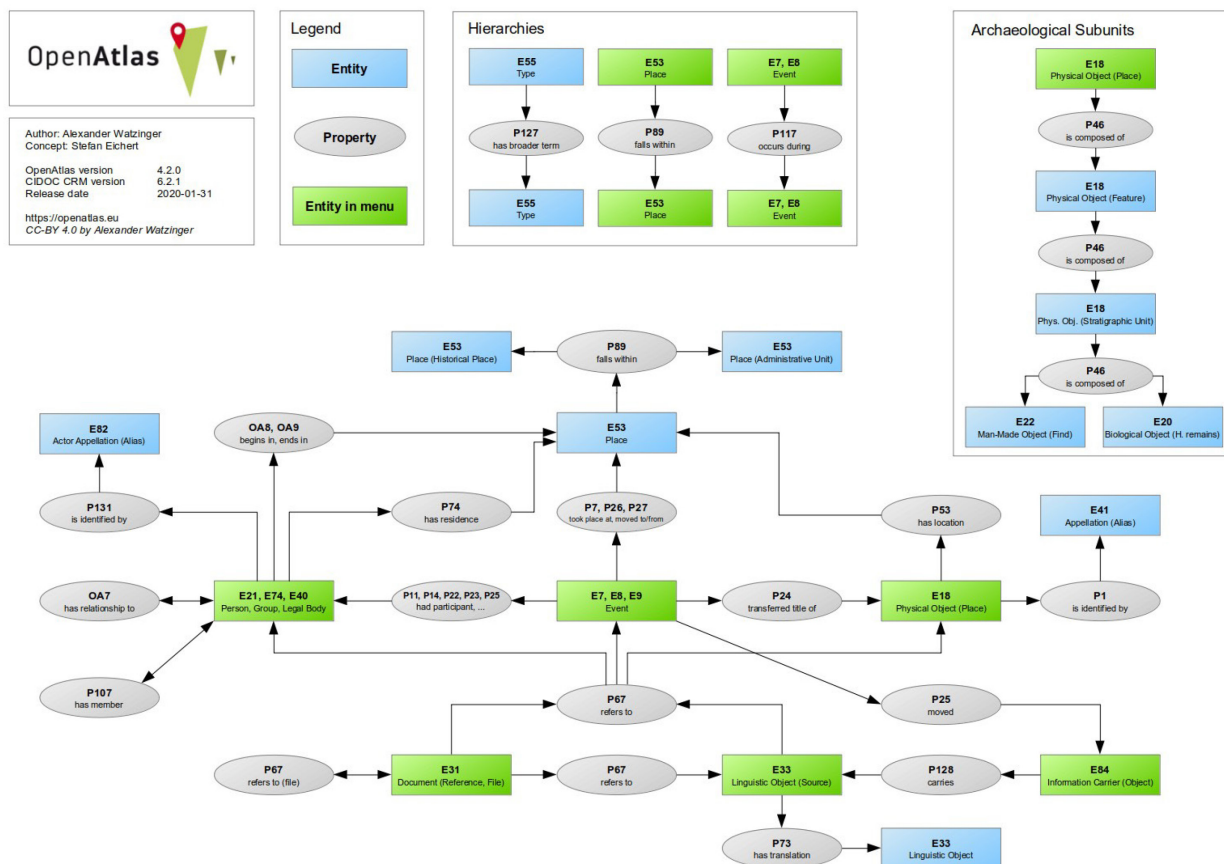 OpenAtlas
Author: Alexander Watzinger
Concept: Stefan Eichert
OpenAtlas version 4.2.0
CIDOC CRM version 6.2.1
Release date 2020-01-31
https://openatlas.eu
CC-BY 4.0 by Alexander Watzinger
Legend
Entity
Property
Entity in menu
Hierarchies
E55
Type
P127
has broader term
E55
Type
E53
Place
P89
falls within
E53
Place
E7, E8
Event
P117
occurs during
E7, E8
Event
Archaeological Subunits
E18
Physical Object (Place)
P46
is composed of
E18
Physical Object (Feature)
P46
is composed of
E18
Phys. Obj. (Stratigraphic Unit)
P46
is composed of
E22
Man-Made Object (Find)
E20
Biological Object (H. remains)
E53
Place (Historical Place)
P89
falls within
E53
Place (Administrative Unit)
E82
Actor Appellation (Alias)
OA8, OA9
begins in, ends in
E53
Place
P131
is identified by
P74
has residence
P7, P26, P27
took place at, moved to/from
P53
has location
E41
Appellation (Alias)
OA7
has relationship to
E21, E74, E40
Person, Group, Legal Body
P11, P14, P22, P23, P25
had participant, ...
E7, E8, E9
Event
P24
transferred title of
E18
Physical Object (Place)
P1
is identified by
P107
has member
P67
refers to
P25
moved
P67
refers to (file)
E31
Document (Reference, File)
P67
refers to
E33
Linguistic Object (Source)
P128
carries
E84
Information Carrier (Object)
P73
has translation
E33
Linguistic Object